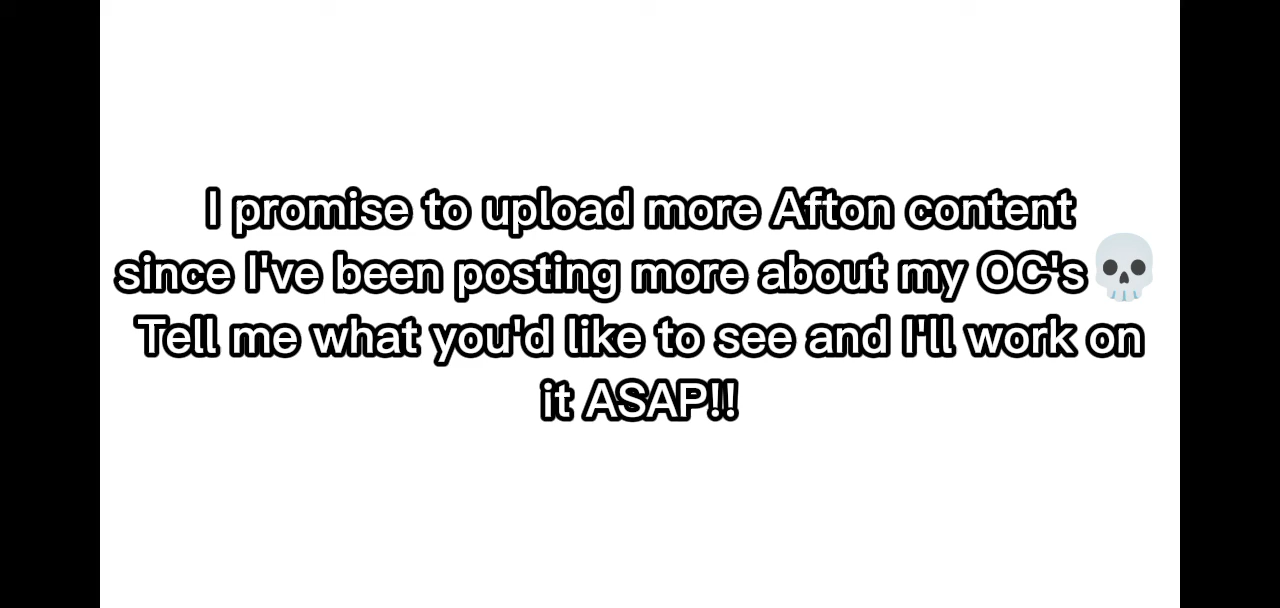 I promise to upload more Afton content
since I've been posting more about my OC's💀
Tell me what you'd like to see and I'll work on
it ASAP!!